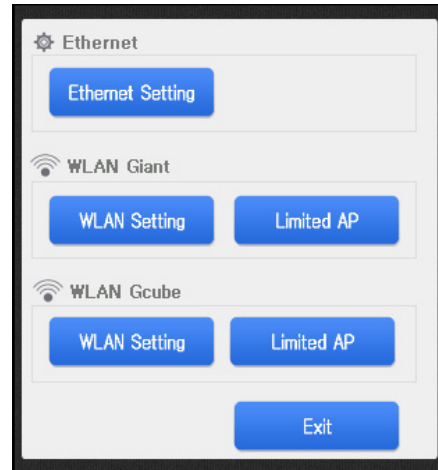 Ethernet
Ethernet Setting
WLAN Giant
WLAN Setting Limited AP
WLAN Gcube
WLAN Setting Limited AP
Exit